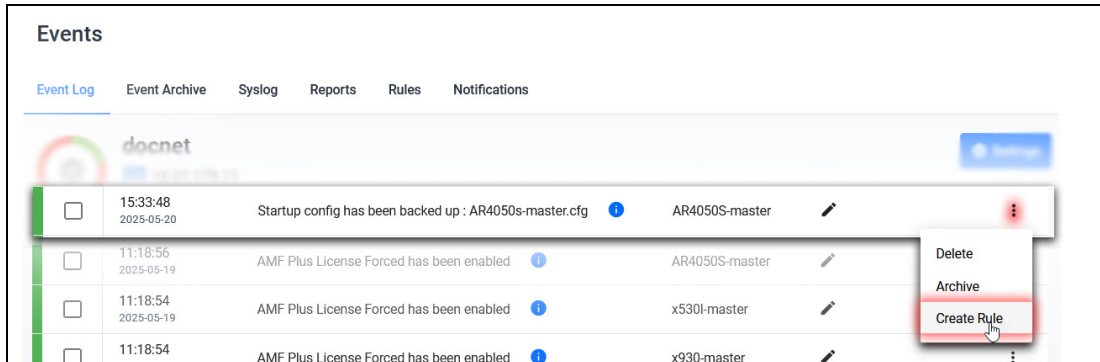 Events
Event Log Event Archive Syslog Reports Rules Notifications
docnet
Settings
15:33:48
2025-05-20
Startup config has been backed up : AR4050s-master.cfg
AR4050S-master
11:18:56
2025-05-19
AMF Plus License Forced has been enabled
AR4050S-master
Delete
Archive
Create Rule
11:18:54
2025-05-19
AMF Plus License Forced has been enabled
x530l-master
11:18:54
AMF Plus License Forced has been enabled
x930-master